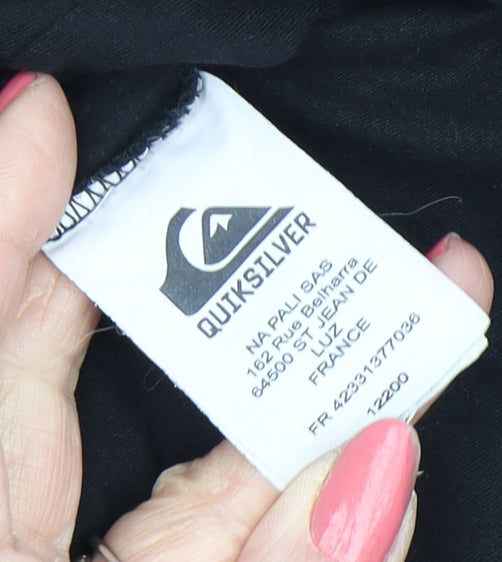 QUIKSILVER
NA PALI SAS
162 Rue Belharra
64500 ST JEAN DE
LUZ
FRANCE
FR 42331377036
12200